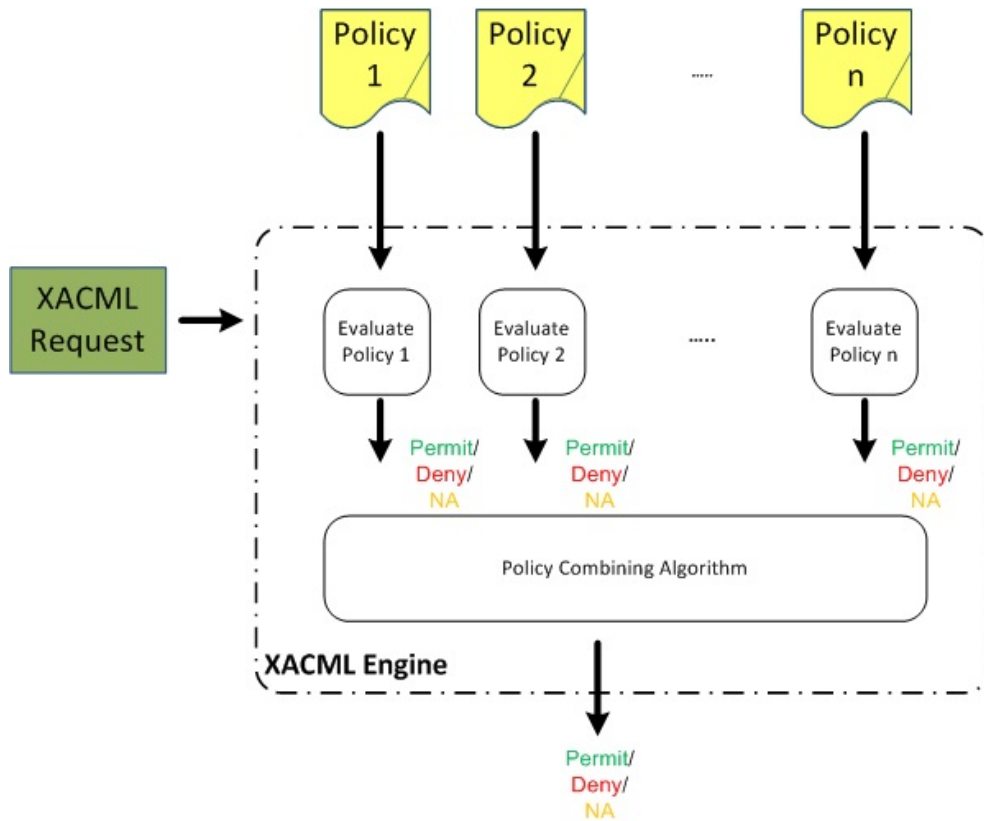 Policy
1
Policy
2
.....
Policy
n
XACML
Request
Evaluate
Policy 1
Evaluate
Policy 2
.....
Evaluate
Policy n
Permit/
Deny/
NA
Permit/
Deny/
NA
Permit/
Deny/
NA
Policy Combining Algorithm
XACML Engine
Permit/
Deny/
NA